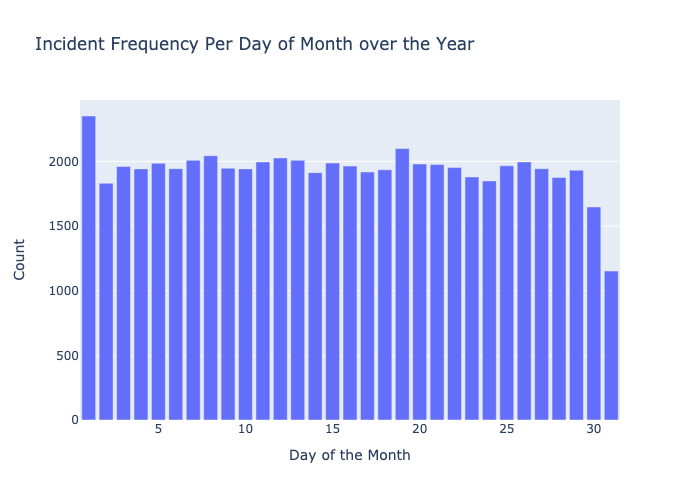 Incident Frequency Per Day of Month over the Year
2000
1500
1000
500
0
Count
5 10 15 20 25 30
Day of the Month